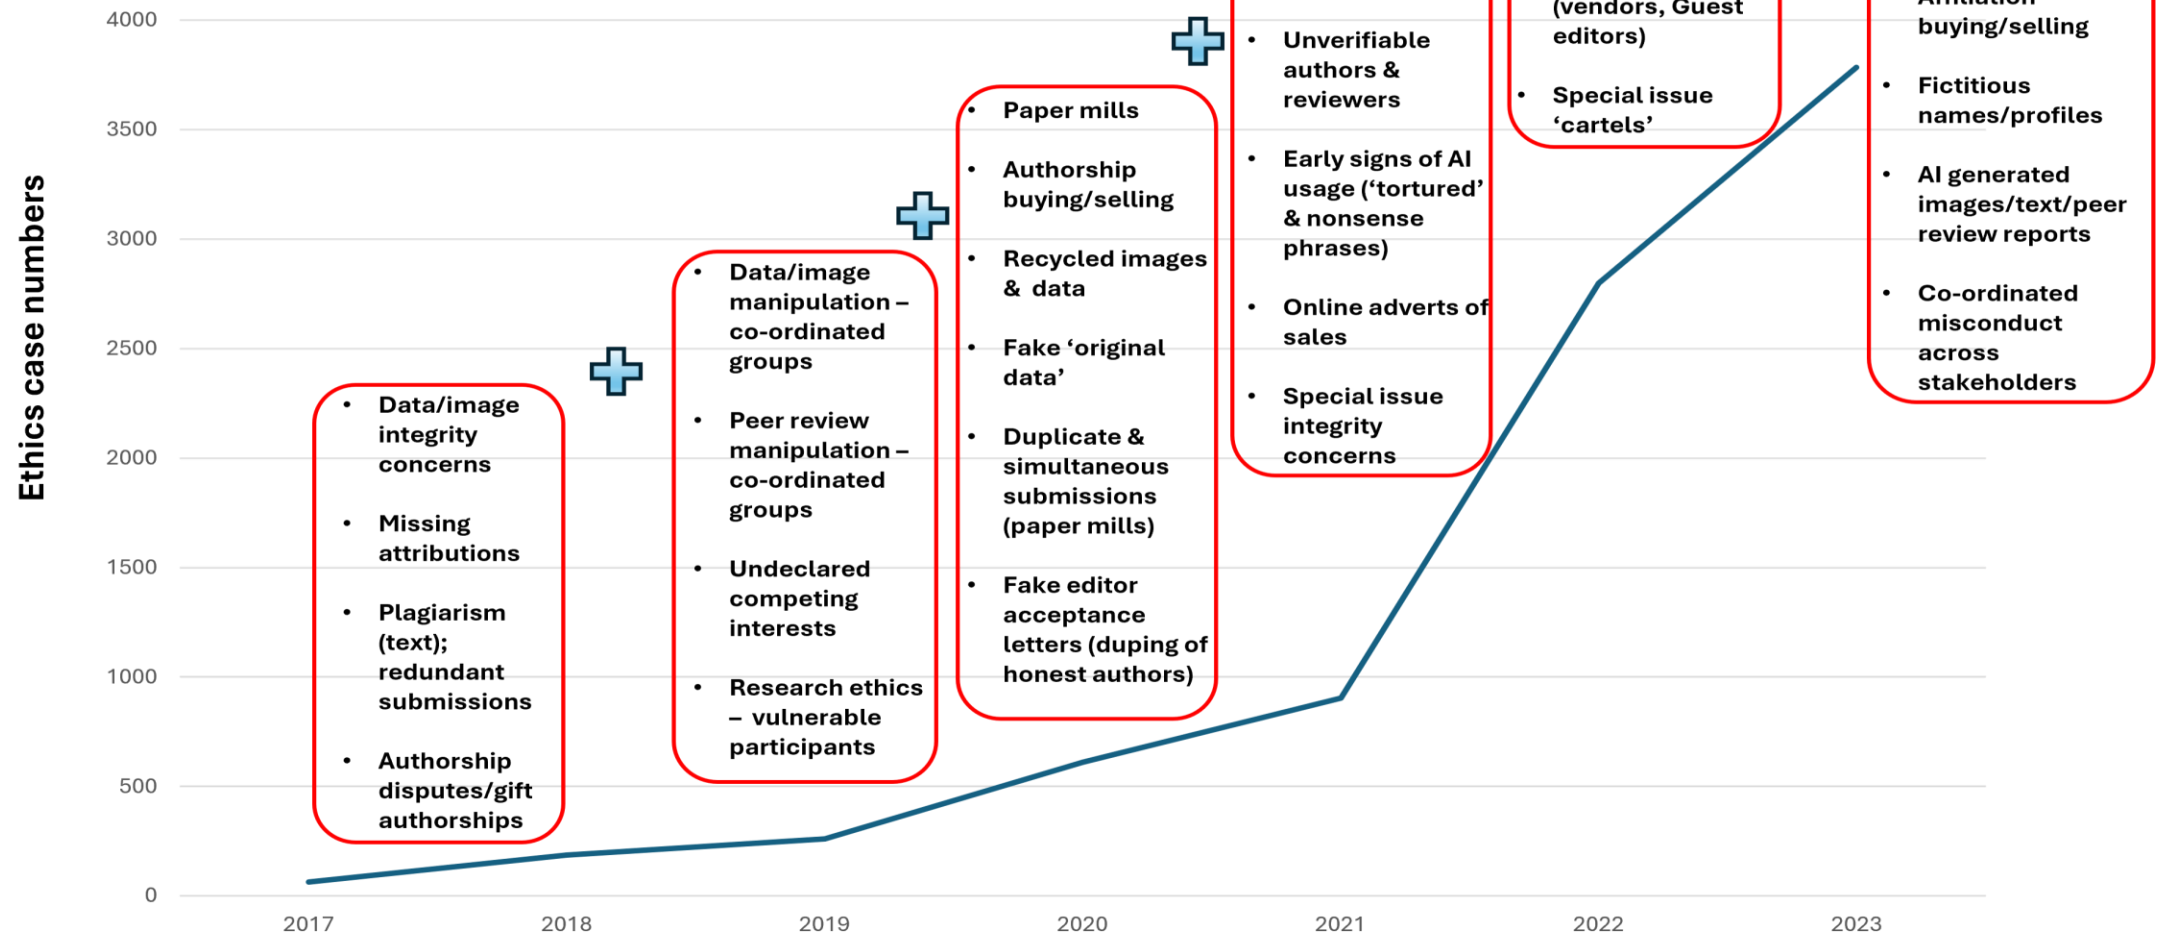 4000
3500
3000
2500
2000
1500
1000
500
0
Ethics case numbers
• Data/image
integrity
concerns
• Missing
attributions
• Plagiarism
(text);
redundant
submissions
• Authorship
disputes/gift
authorships
• Data/image
manipulation –
co-ordinated
groups
• Peer review
manipulation –
co-ordinated
groups
• Undeclared
competing
interests
• Research ethics
– vulnerable
participants
• Paper mills
• Authorship
buying/selling
• Recycled images
& data
• Fake ‘original
data’
• Duplicate &
simultaneous
submissions
(paper mills)
• Fake editor
acceptance
letters (duping of
honest authors)
• Unverifiable
authors &
reviewers
• Early signs of AI
usage (‘tortured’
& nonsense
phrases)
• Online adverts of
sales
• Special issue
integrity
concerns
(vendors, Guest
editors)
• Special issue
‘cartels’
Affiliation
buying/selling
• Fictitious
names/profiles
• AI generated
images/text/peer
review reports
• Co-ordinated
misconduct
across
stakeholders
2017
2018
2019
2020
2021
2022
2023